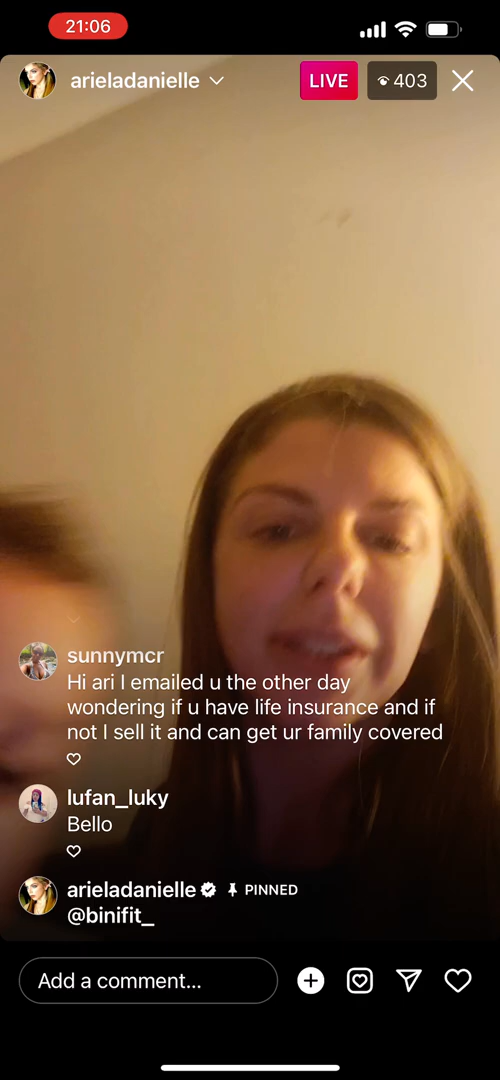 21:06
arieladanielle
LIVE
403
sunnymcr
Hi ari I emailed u the other day
wondering if u have life insurance and if
not I sell it and can get ur family covered
lufan_luky
Bello
arieladanielle PINNED
@binifit_
Add a comment...